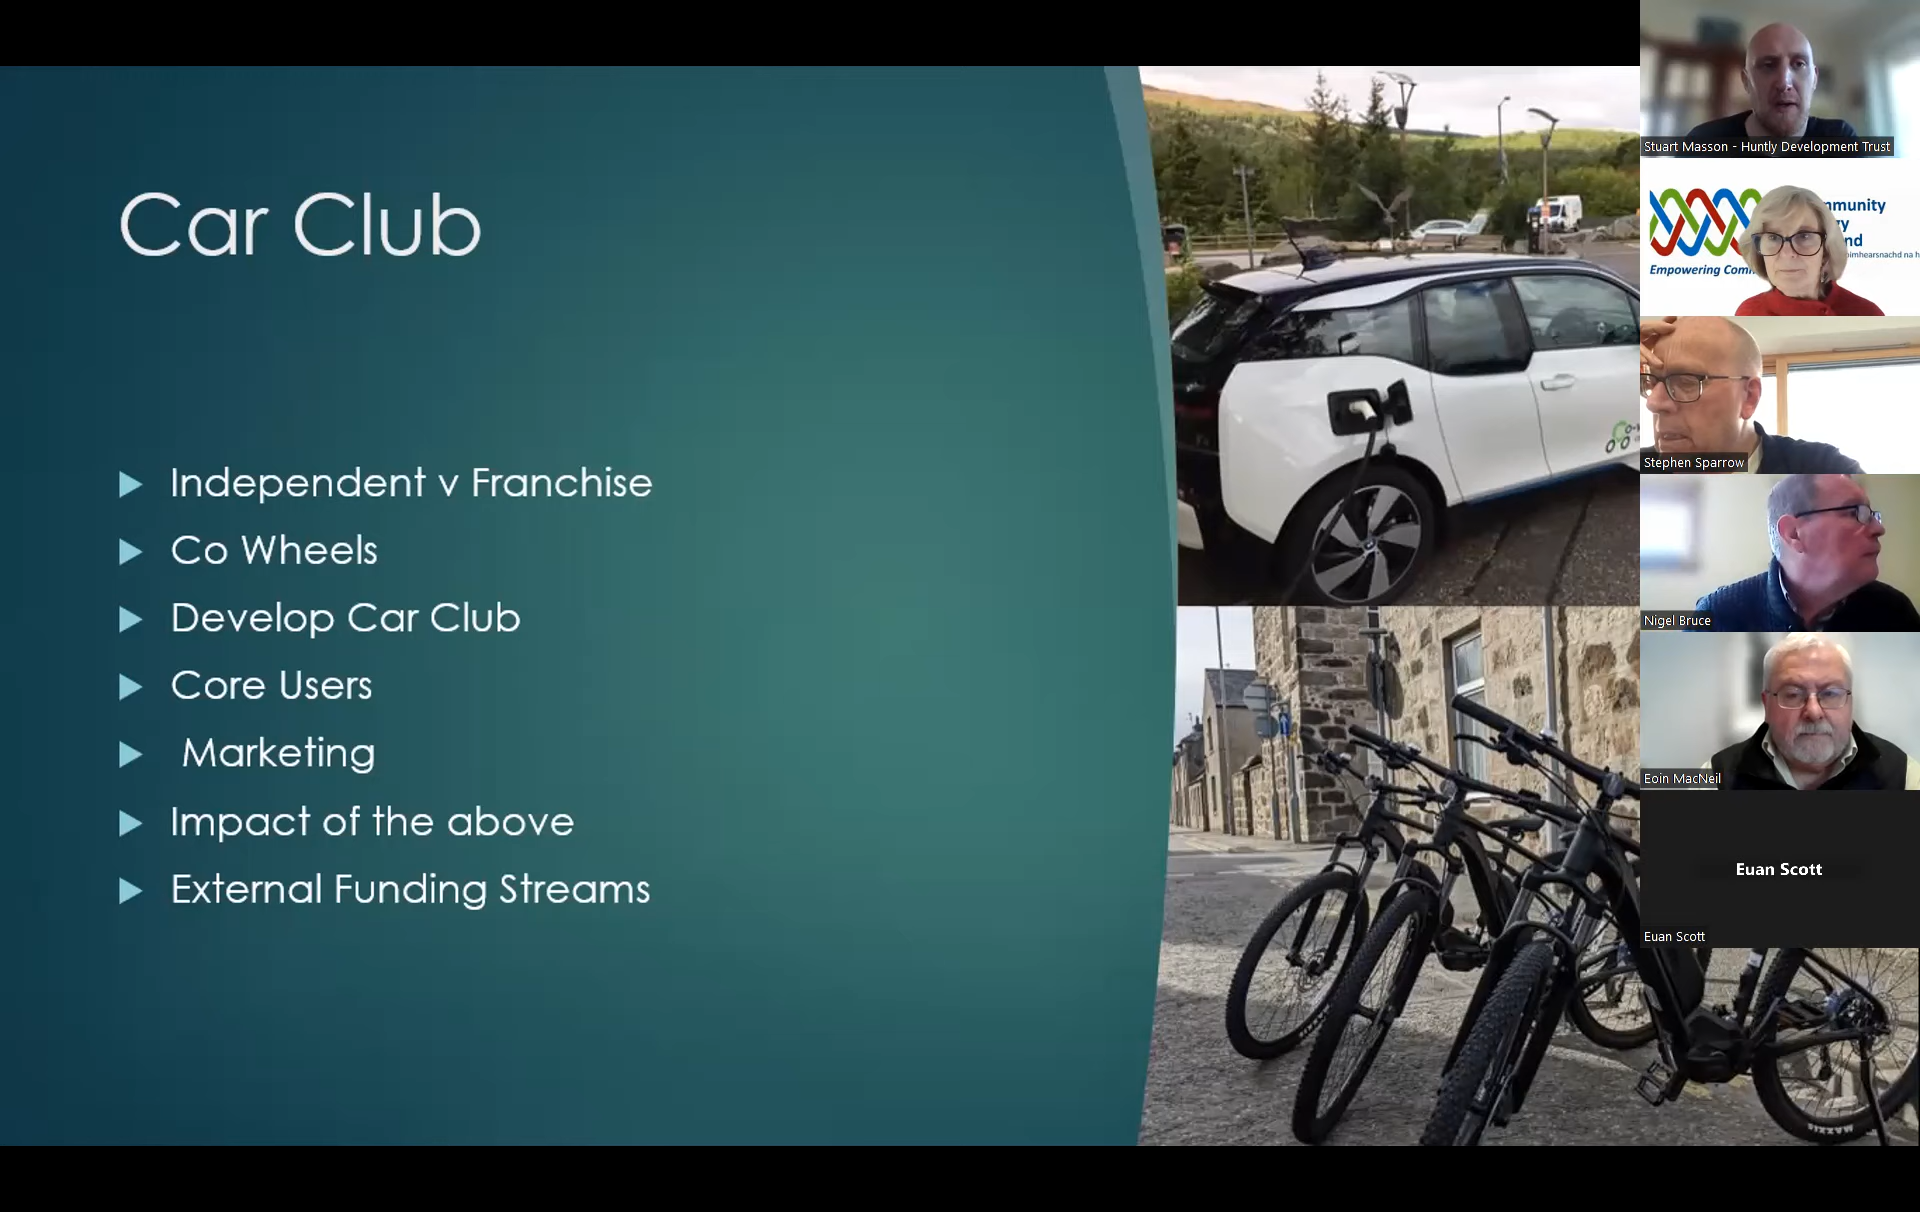 Car Club
Independent v Franchise
Co Wheels
Develop Car Club
Core Users
Marketing
Impact of the above
External Funding Streams
Stuart Masson - Huntly Development Trust
Empowering
Stephen Sparrow
Nigel Bruce
Eoin MacNeil
Euan Scott
Euan Scott
MAXXIS